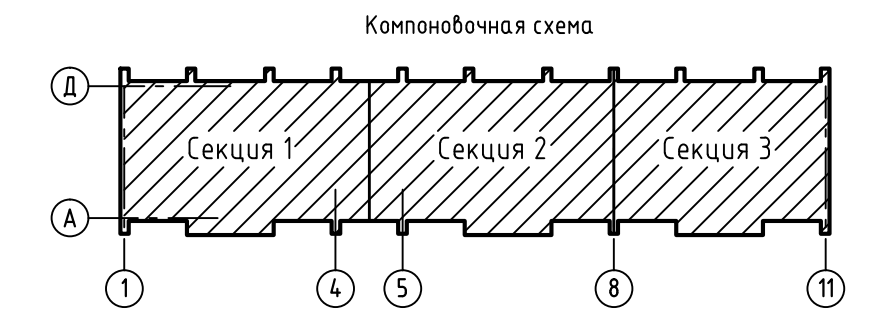 Компоновочная схема
Д
Секция 1 Секция 2 Секция 3
А
1 4 5 8 11